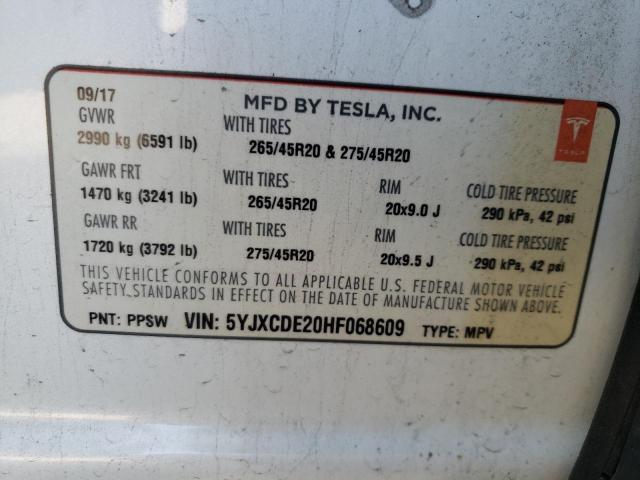 09/17
MFD BY TESLA, INC.
GVWR WITH TIRES
2990 kg (6591 lb) 265/45R20 & 275/45R20
TESLA
GAWR FRT WITH TIRES RIM COLD TIRE PRESSURE
1470 kg (3241 lb) 265/45R20 20x9.0 J 290 kPa, 42 psi
GAWR RR WITH TIRES RIM COLD TIRE PRESSURE
1720 kg (3792 lb) 275/45R20 20x9.5 J 290 kPa, 42 psi
THIS VEHICLE CONFORMS TO ALL APPLICABLE U.S. FEDERAL MOTOR VEHICLE
SAFETY STANDARDS IN EFFECT ON THE DATE OF MANUFACTURE SHOWN ABOVE.
PNT: PPSW VIN: 5YJXCDE20HF068609 TYPE: MPV